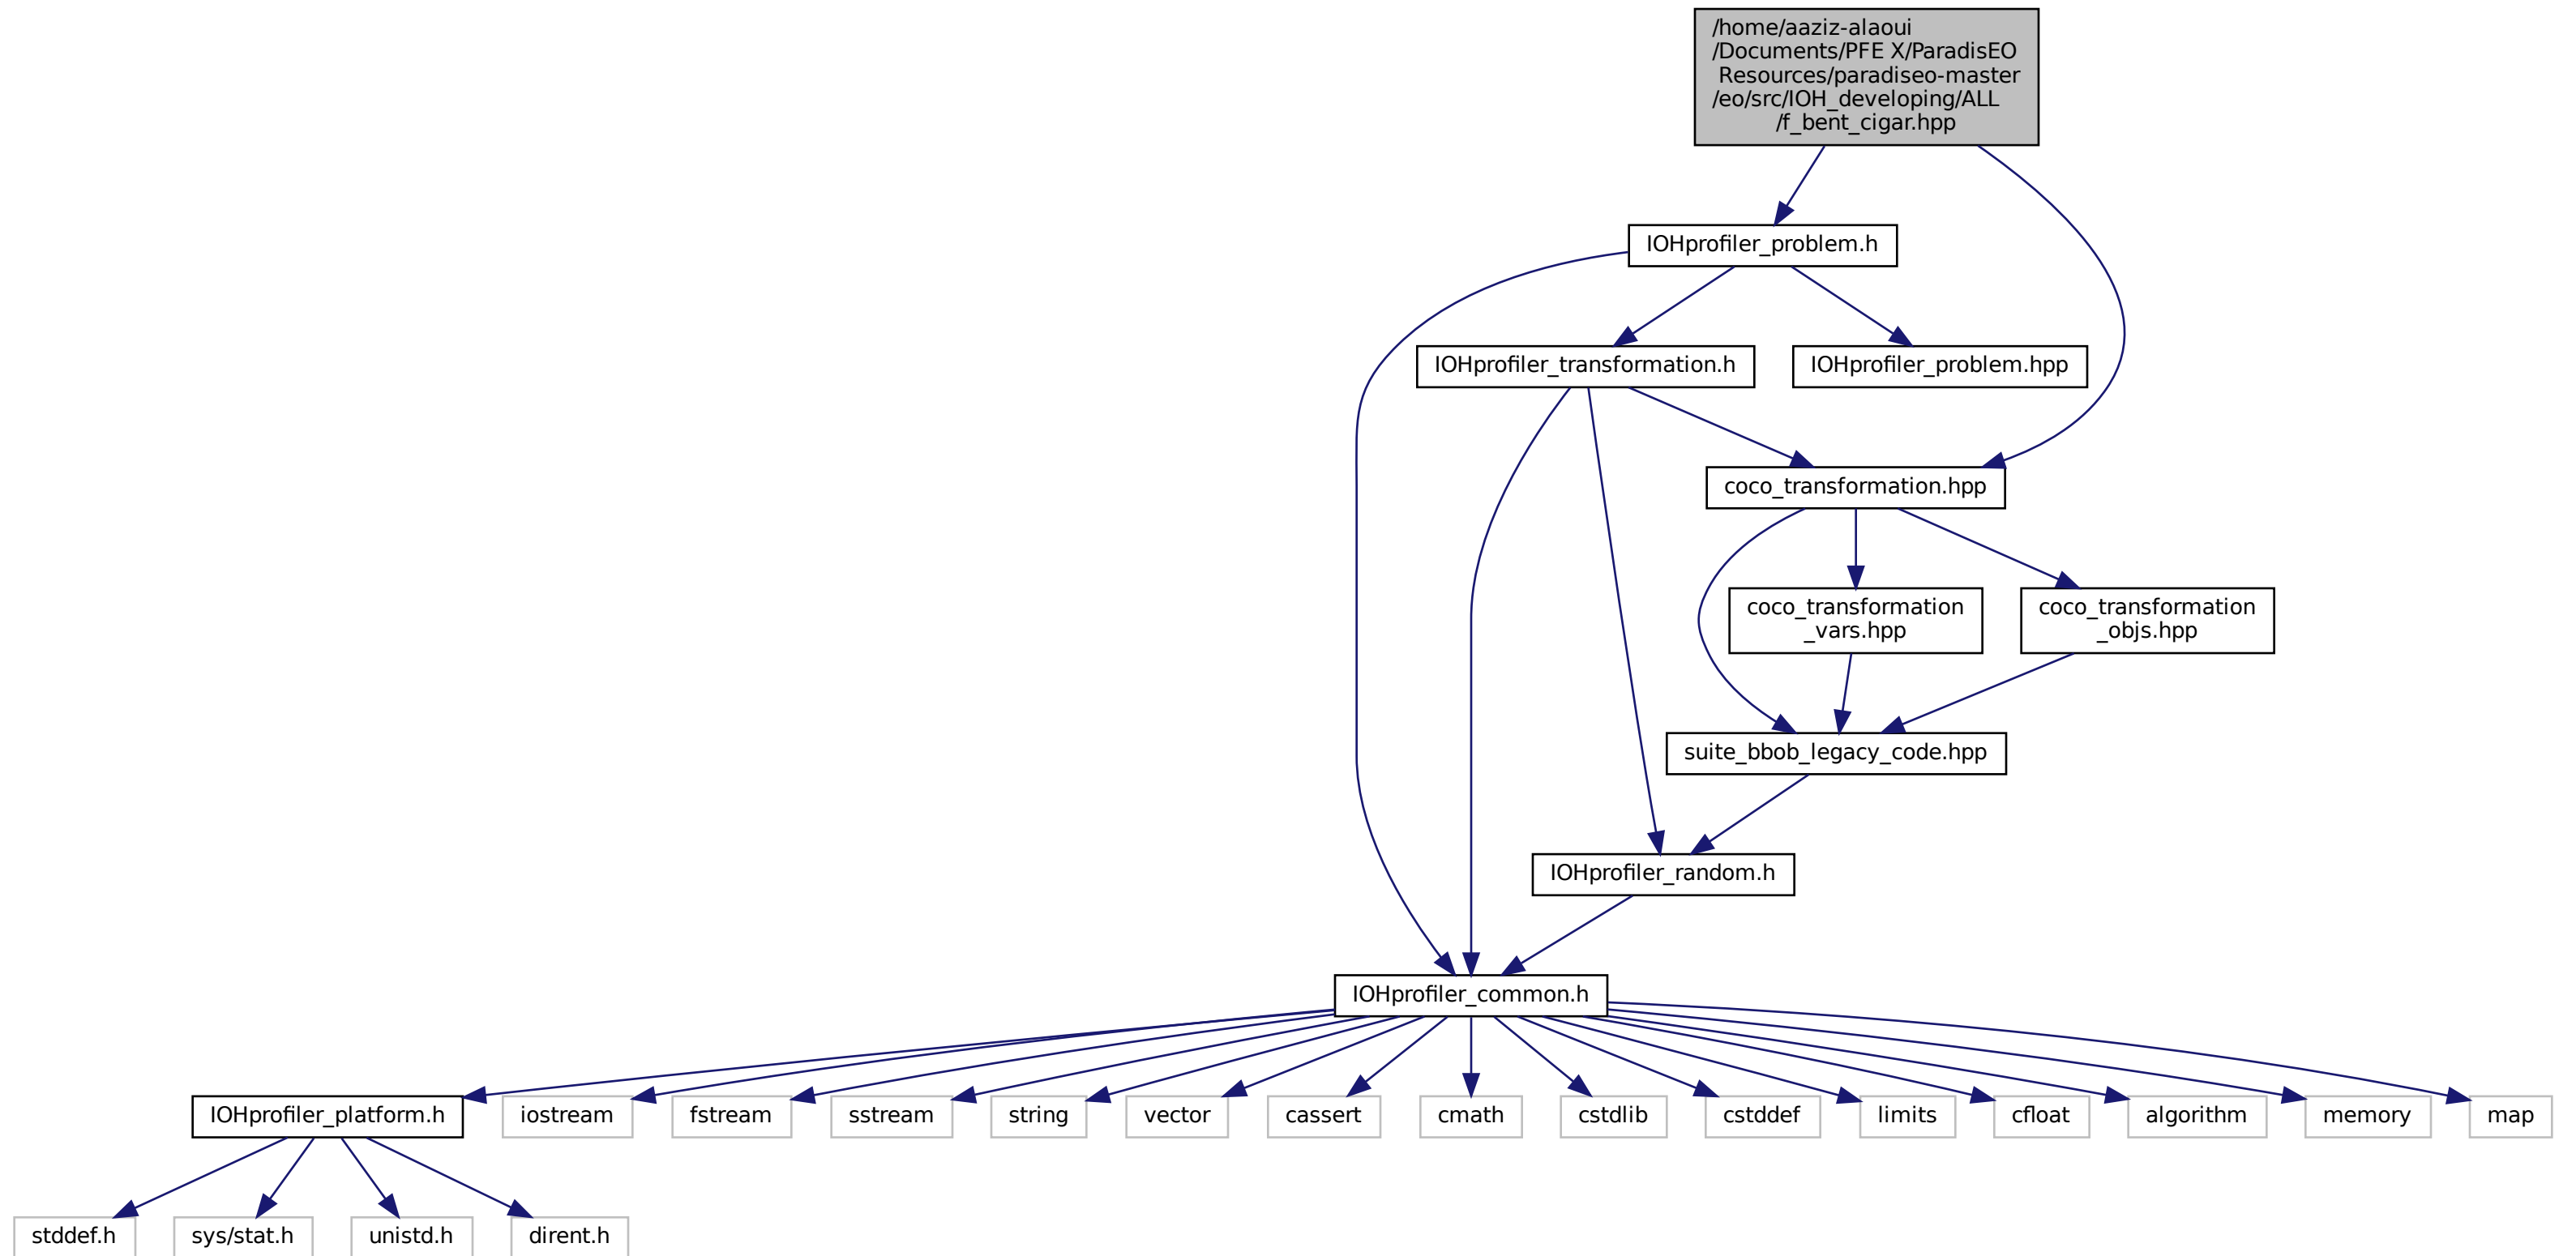 /home/aaziz-alaoui
/Documents/PFE X/ParadisEO
Resources/paradiseo-master
/eo/src/IOH_developing/ALL
/f_bent_cigar.hpp
IOHprofiler_problem.h
IOHprofiler_transformation.h
IOHprofiler_problem.hpp
coco_transformation.hpp
coco_transformation
_vars.hpp
coco_transformation
_objs.hpp
suite_bbob_legacy_code.hpp
IOHprofiler_random.h
IOHprofiler_common.h
IOHprofiler_platform.h
iostream
fstream
sstream
string
vector
cassert
cmath
cstdlib
cstddef
limits
cfloat
algorithm
memory
map
stddef.h
sys/stat.h
unistd.h
dirent.h